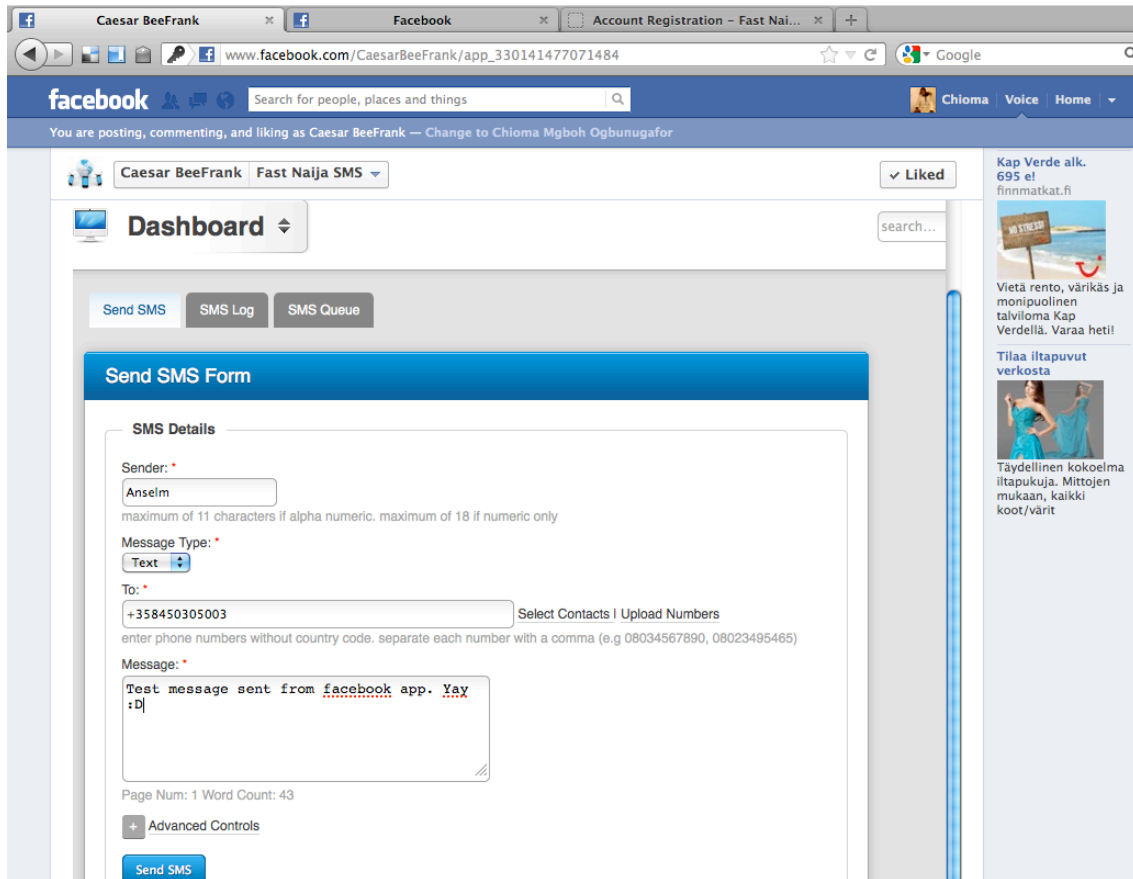 Caesar BeeFrank
Facebook
Account Registration – Fast Nai...
www.facebook.com/CaesarBeeFrank/app_330141477071484
Google
facebook
Search for people, places and things
Chioma
Voice
Home
You are posting, commenting, and liking as Caesar BeeFrank — Change to Chioma Mgboh Ogbunugafor
Caesar BeeFrank
Fast Naija SMS
Liked
Dashboard
search...
Send SMS
SMS Log
SMS Queue
Send SMS Form
SMS Details
Sender: *
Anselm
maximum of 11 characters if alpha numeric. maximum of 18 if numeric only
Message Type: *
Text
To: *
+358450305003
Select Contacts | Upload Numbers
enter phone numbers without country code. separate each number with a comma (e.g 08034567890, 08023495465)
Message: *
Test message sent from facebook app. Yay
:D
Page Num: 1 Word Count: 43
+
Advanced Controls
Send SMS
Kap Verde alk.
695 e!
finnmatkat.fi
NO STRESS!
Vietä rento, värikäs ja
monipuolinen
talviloma Kap
Verdellä. Varaa heti!
Tilaa iltapuvut
verkosta
Täydellinen kokoelma
iltapukuja. Mittojen
mukaan, kaikki
koot/värit